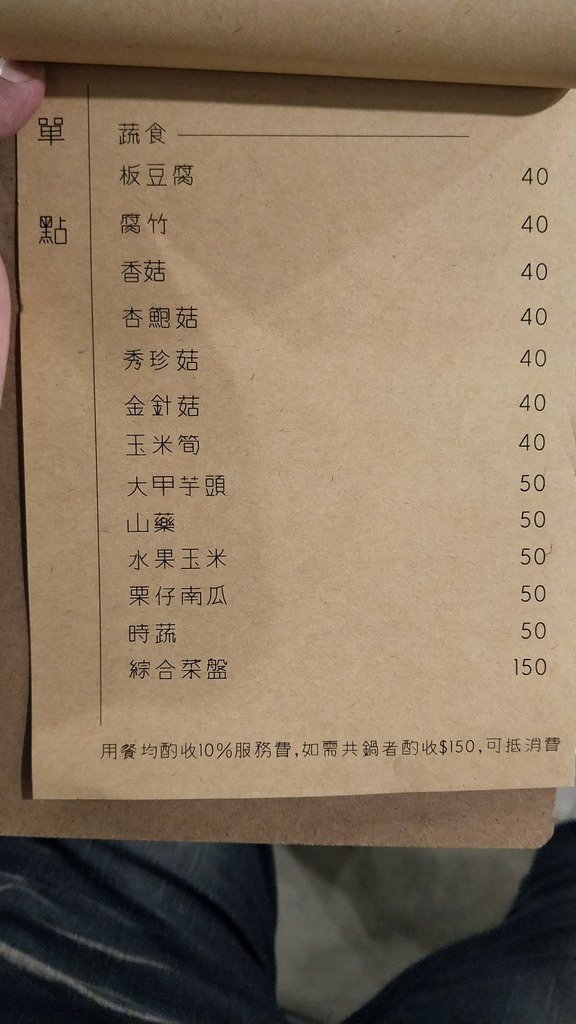 單點
蔬食
板豆腐 40
腐竹 40
香菇 40
杏鮑菇 40
秀珍菇 40
金針菇 40
玉米筍 40
大甲芋頭 50
山藥 50
水果玉米 50
栗仔南瓜 50
時蔬 50
綜合菜盤 150
用餐均酌收10%服務費,如需共鍋者酌收$150,可抵消費